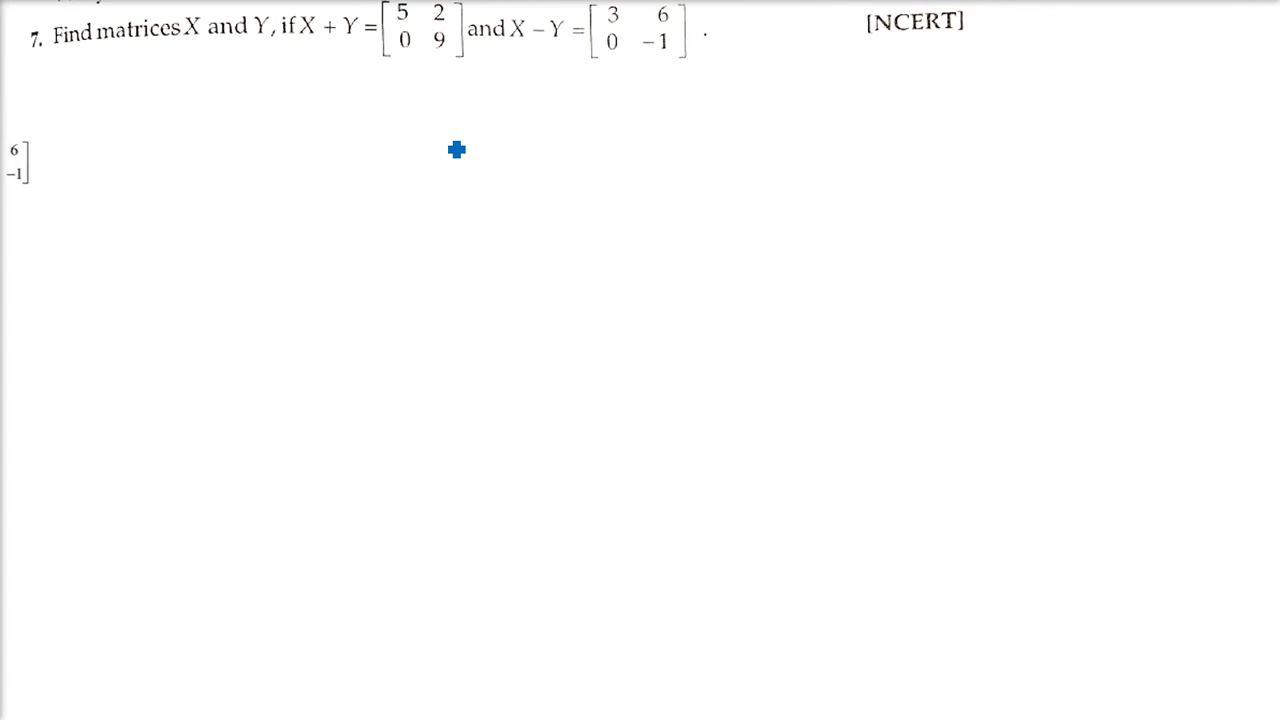 7. Find matrices X and Y, if X + Y = [ 5 2 ] and X – Y = [ 3 6 ] . [NCERT]
0 9 0 –1
6 ]
–1